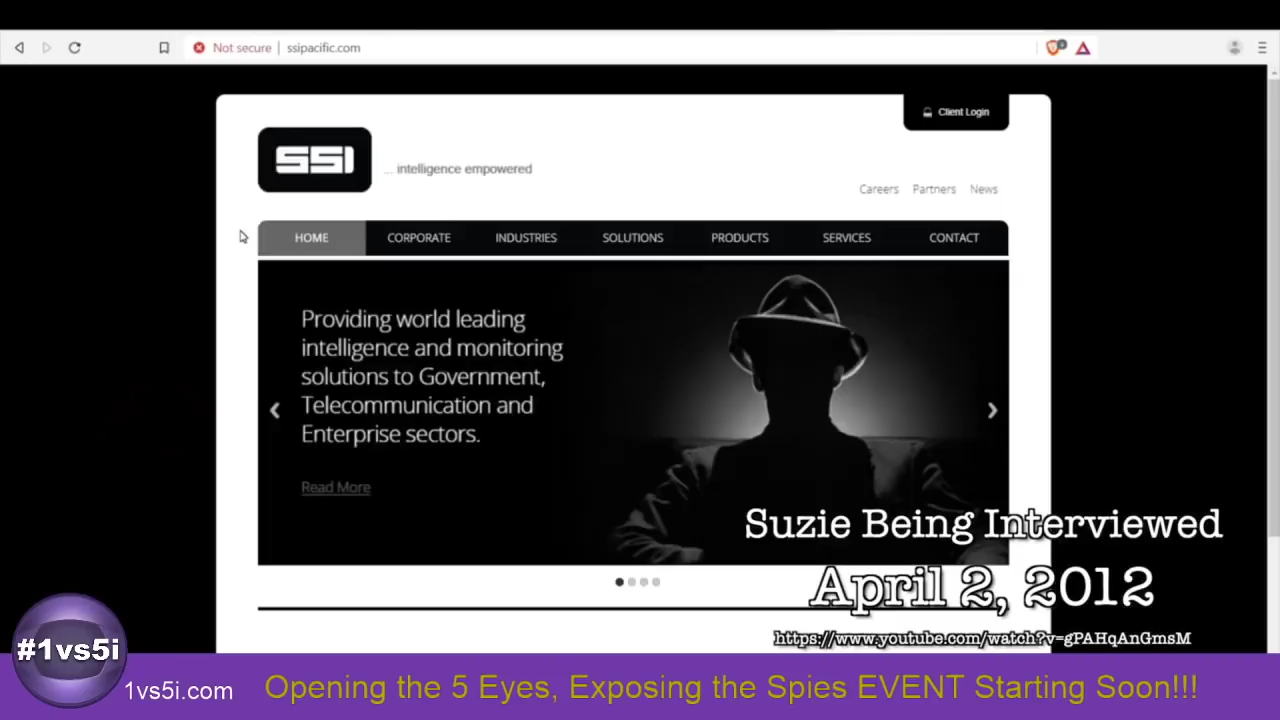 Not secure | ssipacific.com
Client Login
SSI
... intelligence empowered
Careers Partners News
HOME CORPORATE INDUSTRIES SOLUTIONS PRODUCTS SERVICES CONTACT
Providing world leading
intelligence and monitoring
solutions to Government,
Telecommunication and
Enterprise sectors.
Read More
Suzie Being Interviewed
April 2, 2012
https://www.youtube.com/watch?v=gPAHqAnGmsM
#1vs5i
1vs5i.com
Opening the 5 Eyes, Exposing the Spies EVENT Starting Soon!!!